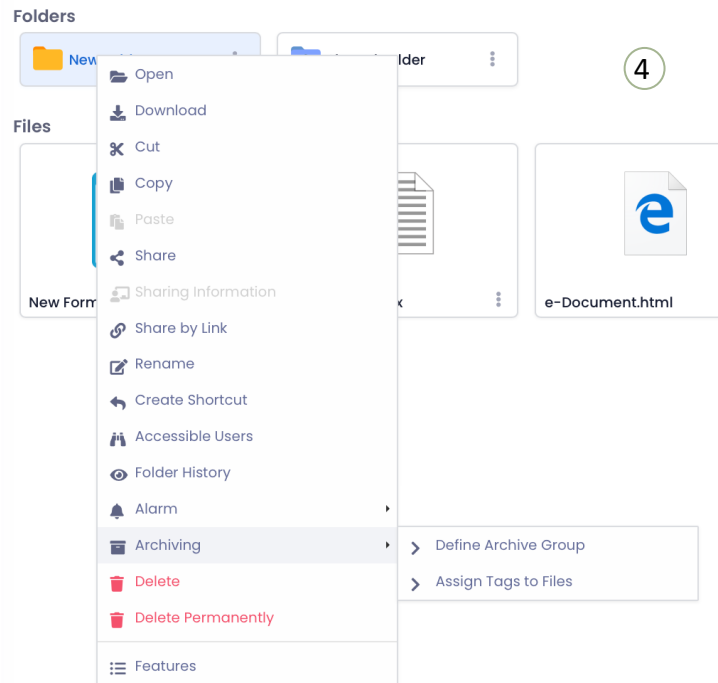 Folders
New
lder
4
Open
Download
Files
Cut
Copy
Paste
Share
Sharing Information
New Form
x
e-Document.html
Share by Link
Rename
Create Shortcut
Accessible Users
Folder History
Alarm
Archiving
Define Archive Group
Delete
Assign Tags to Files
Delete Permanently
Features